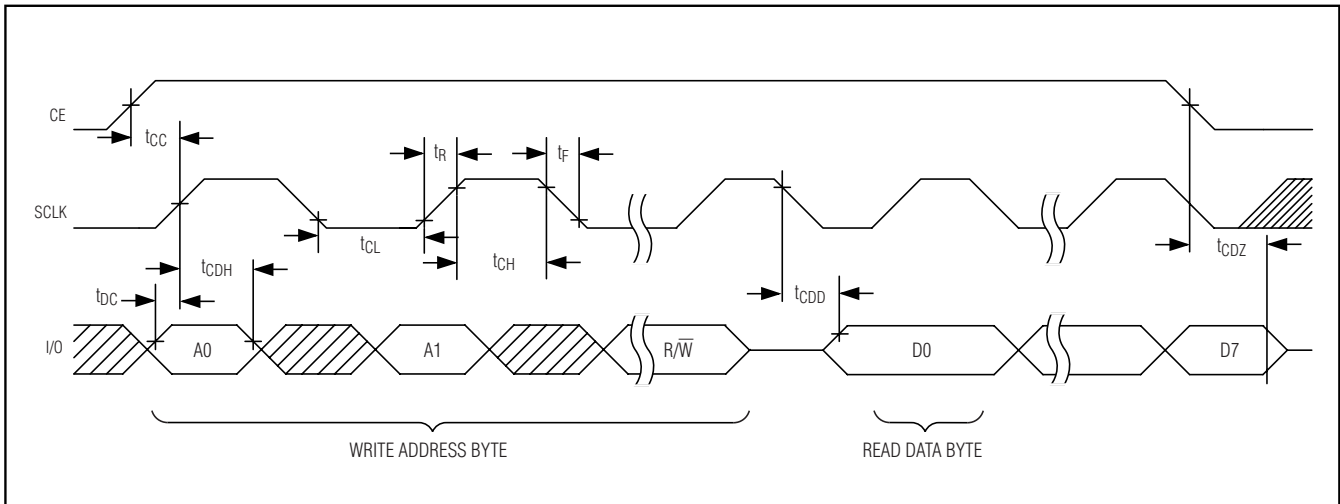 CE
tCC
tR
tF
SCLK
tCL
tCH
tCDZ
tCDH
tCDD
tDC
I/O
A0
A1
R/W̅
D0
D7
WRITE ADDRESS BYTE
READ DATA BYTE